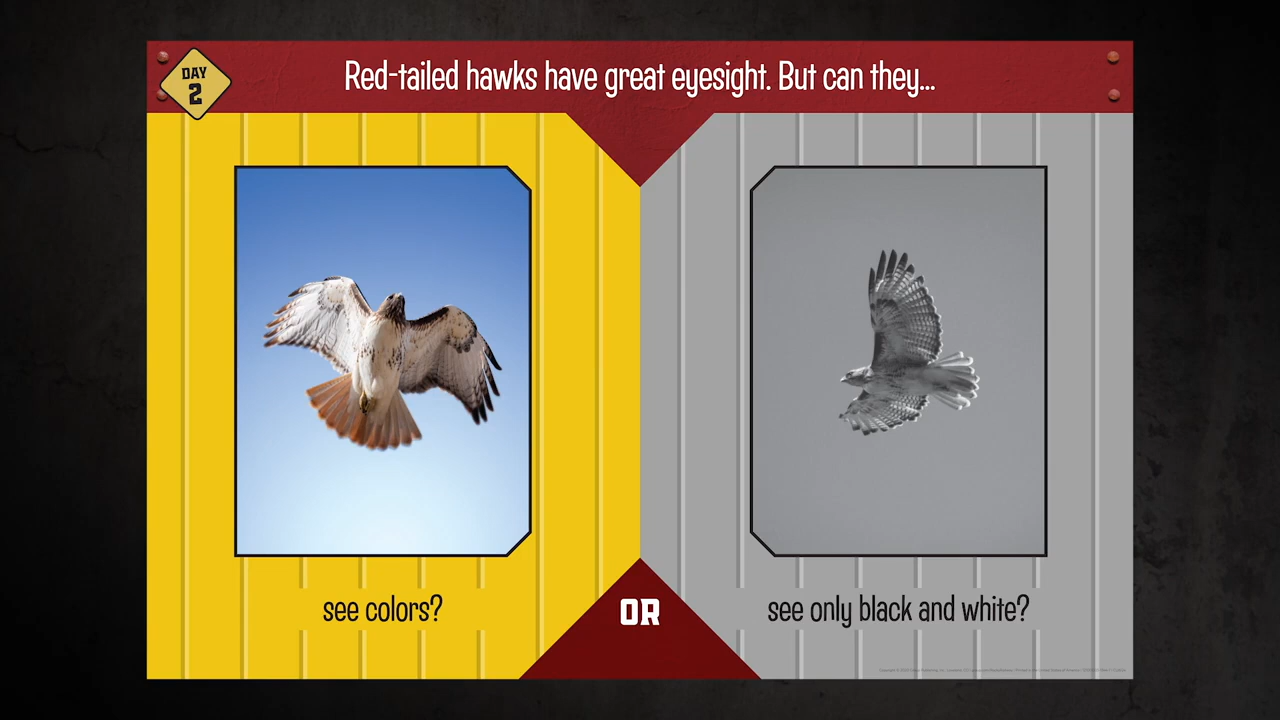 DAY
2
Red-tailed hawks have great eyesight. But can they...
see colors?
OR
see only black and white?